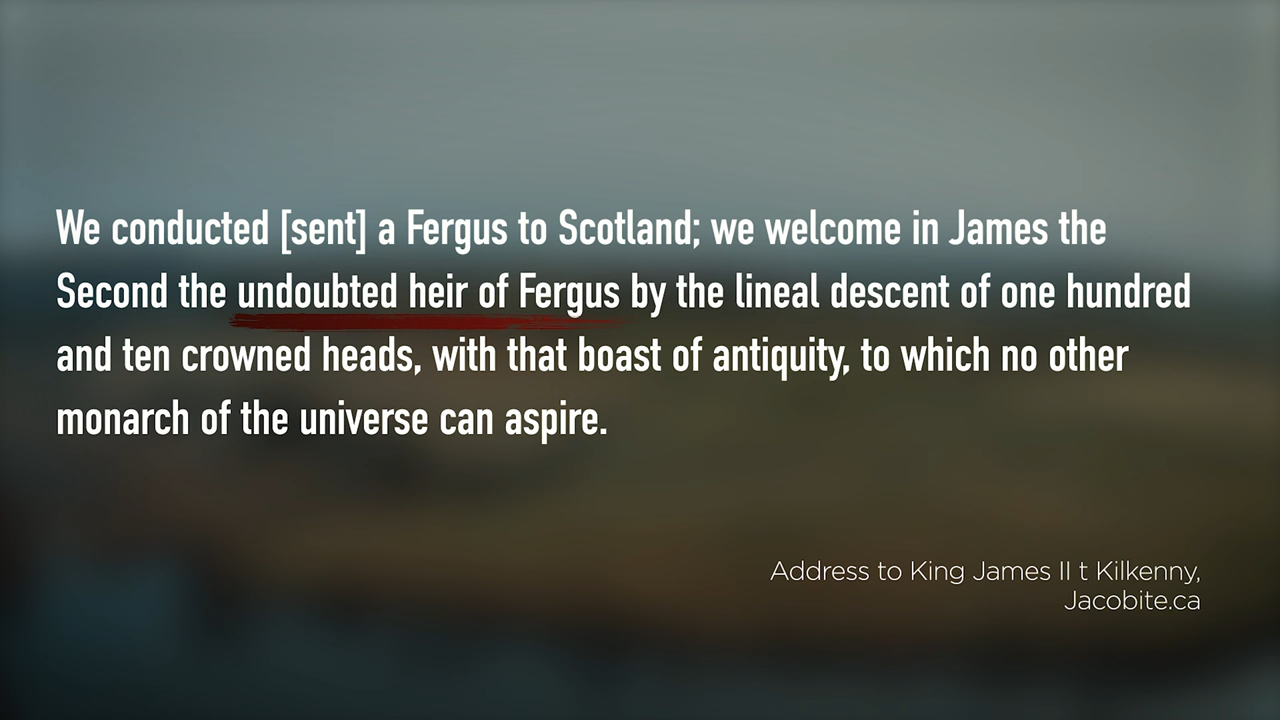 We conducted [sent] a Fergus to Scotland; we welcome in James the
Second the undoubted heir of Fergus by the lineal descent of one hundred
and ten crowned heads, with that boast of antiquity, to which no other
monarch of the universe can aspire.
Address to King James II t Kilkenny,
Jacobite.ca